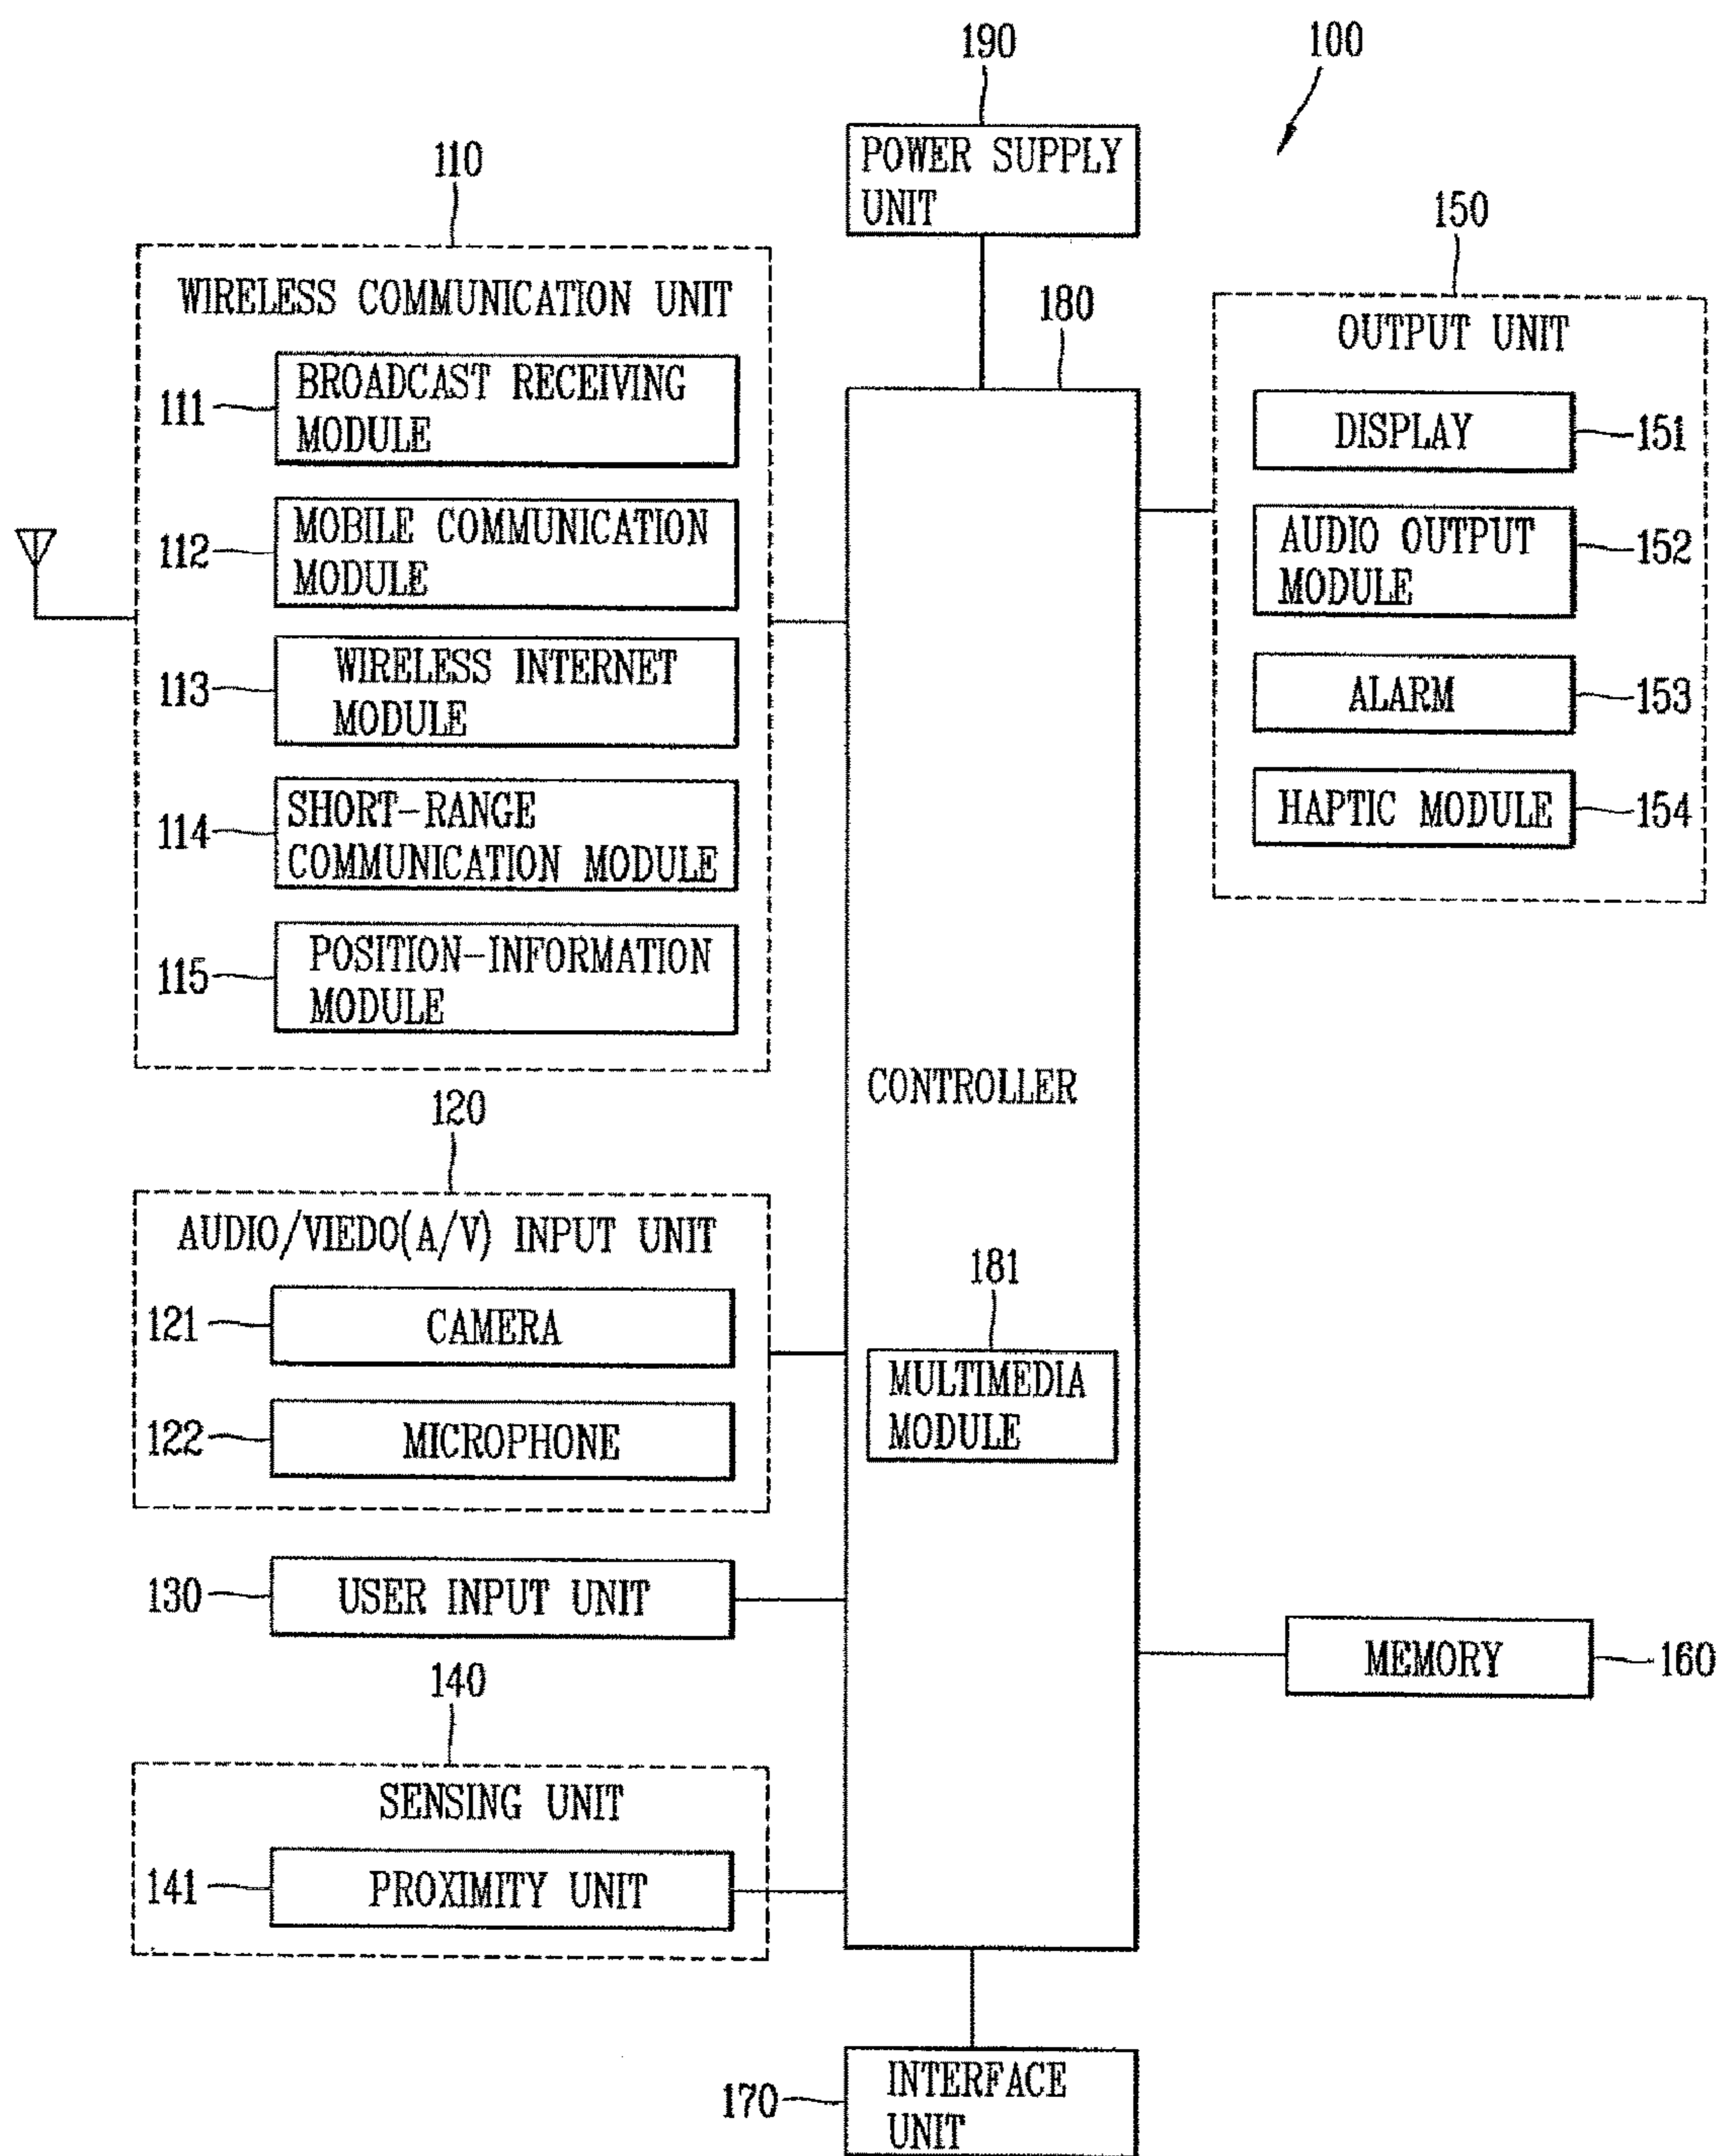 190
100
POWER SUPPLY
UNIT
110
WIRELESS COMMUNICATION UNIT
111
BROADCAST RECEIVING
MODULE
112
MOBILE COMMUNICATION
MODULE
113
WIRELESS INTERNET
MODULE
114
SHORT-RANGE
COMMUNICATION MODULE
115
POSITION-INFORMATION
MODULE
120
AUDIO/VIEDO(A/V) INPUT UNIT
121
CAMERA
122
MICROPHONE
130
USER INPUT UNIT
140
SENSING UNIT
141
PROXIMITY UNIT
180
CONTROLLER
181
MULTIMEDIA
MODULE
150
OUTPUT UNIT
DISPLAY
151
AUDIO OUTPUT
MODULE
152
ALARM
153
HAPTIC MODULE
154
MEMORY
160
170
INTERFACE
UNIT